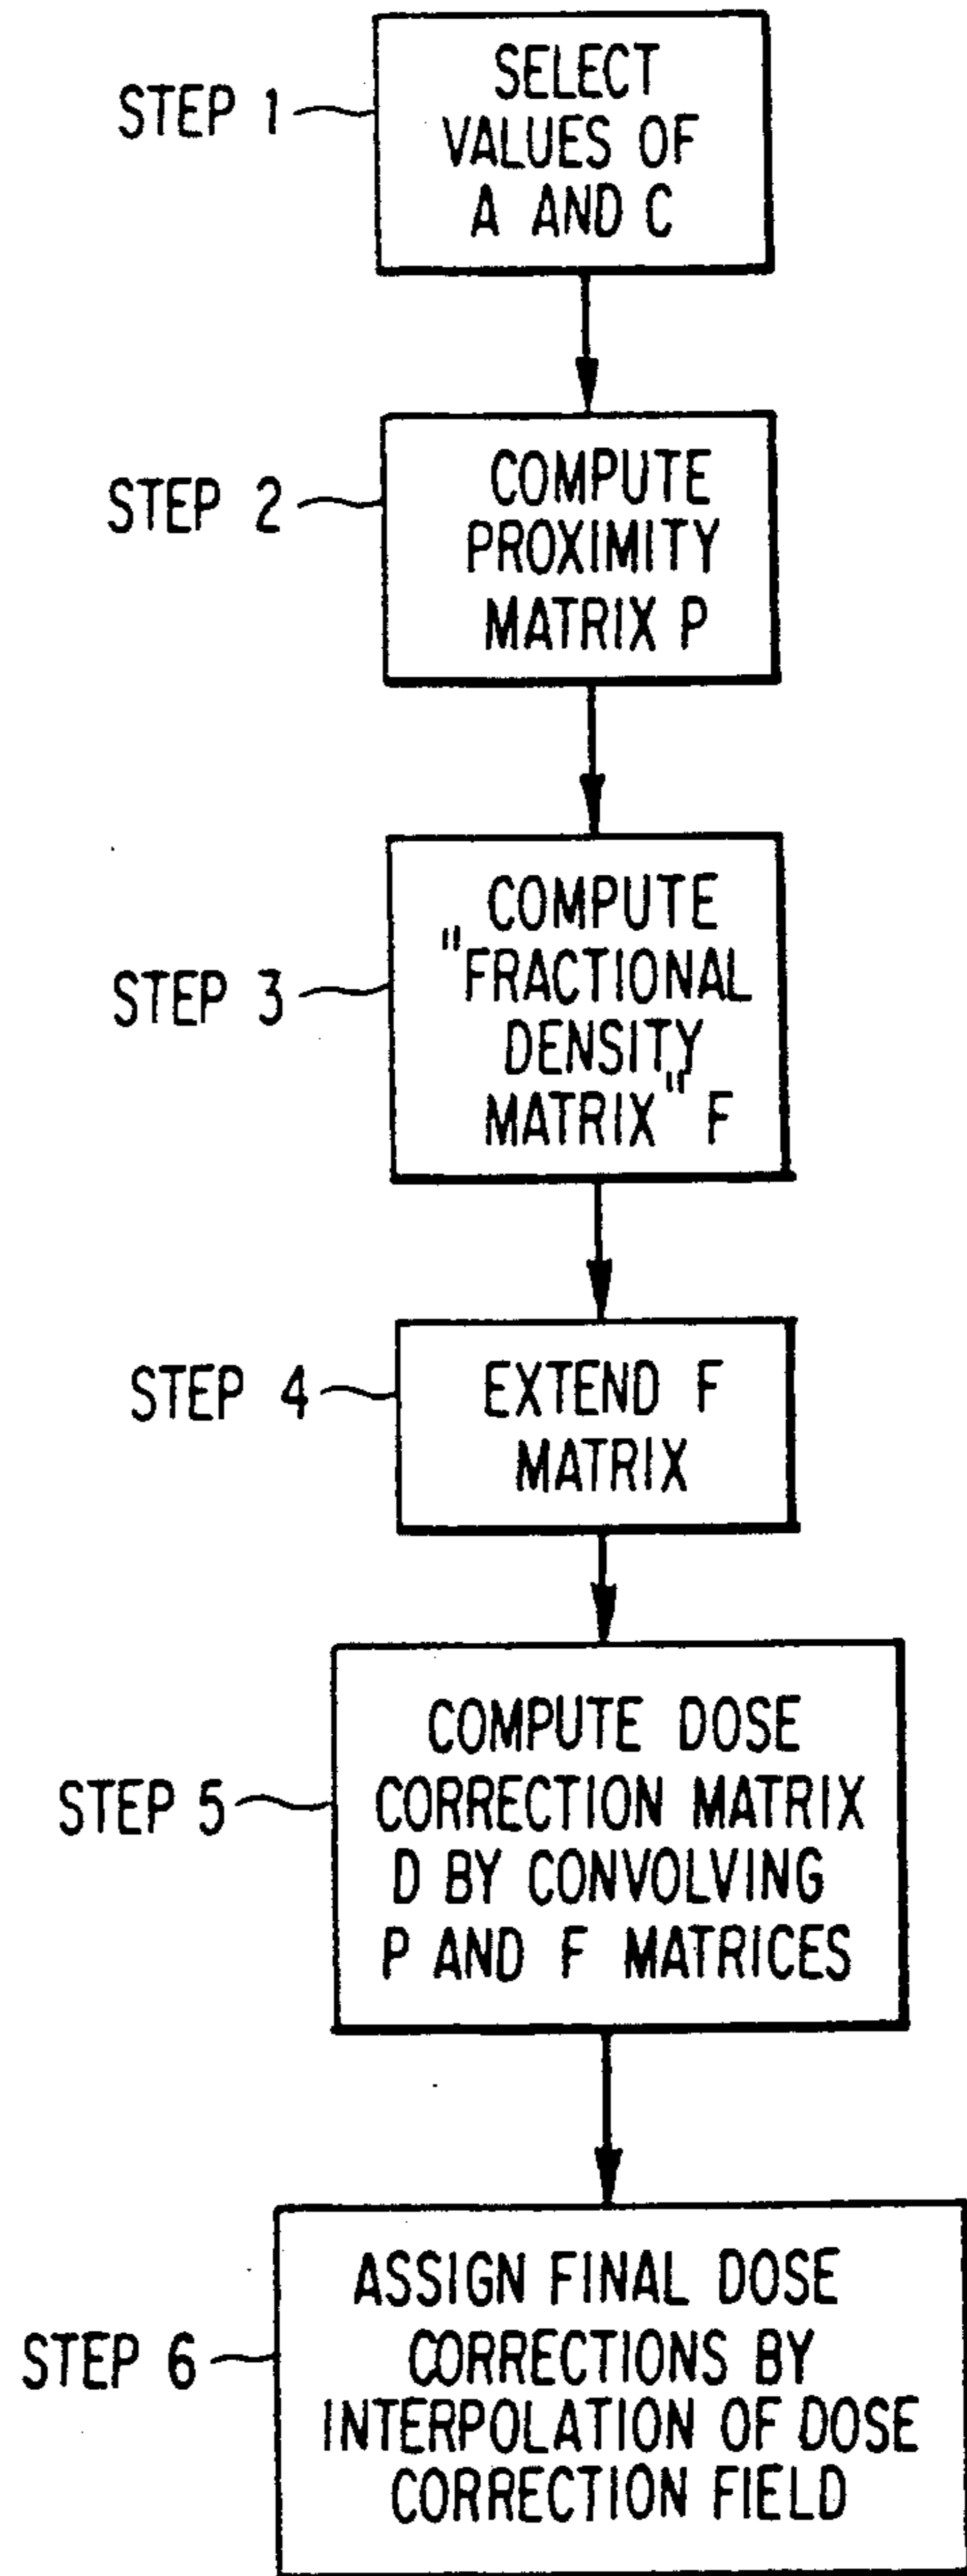 STEP 1
SELECT
VALUES OF
A AND C
STEP 2
COMPUTE
PROXIMITY
MATRIX P
STEP 3
COMPUTE
"FRACTIONAL
DENSITY
MATRIX" F
STEP 4
EXTEND F
MATRIX
STEP 5
COMPUTE DOSE
CORRECTION MATRIX
D BY CONVOLVING
P AND F MATRICES
STEP 6
ASSIGN FINAL DOSE
CORRECTIONS BY
INTERPOLATION OF DOSE
CORRECTION FIELD